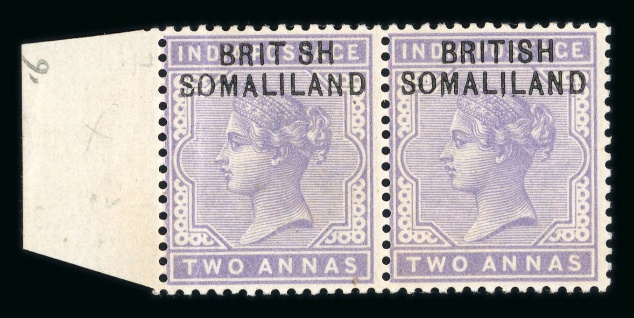 BRIT SH
SOMALILAND
TWO ANNAS
BRITISH
SOMALILAND
TWO ANNAS